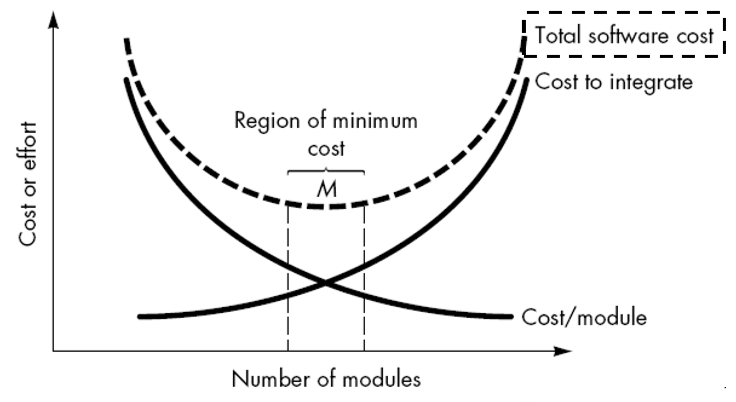 Total software cost
Cost to integrate
Region of minimum
cost
M
Cost or effort
Cost/module
Number of modules